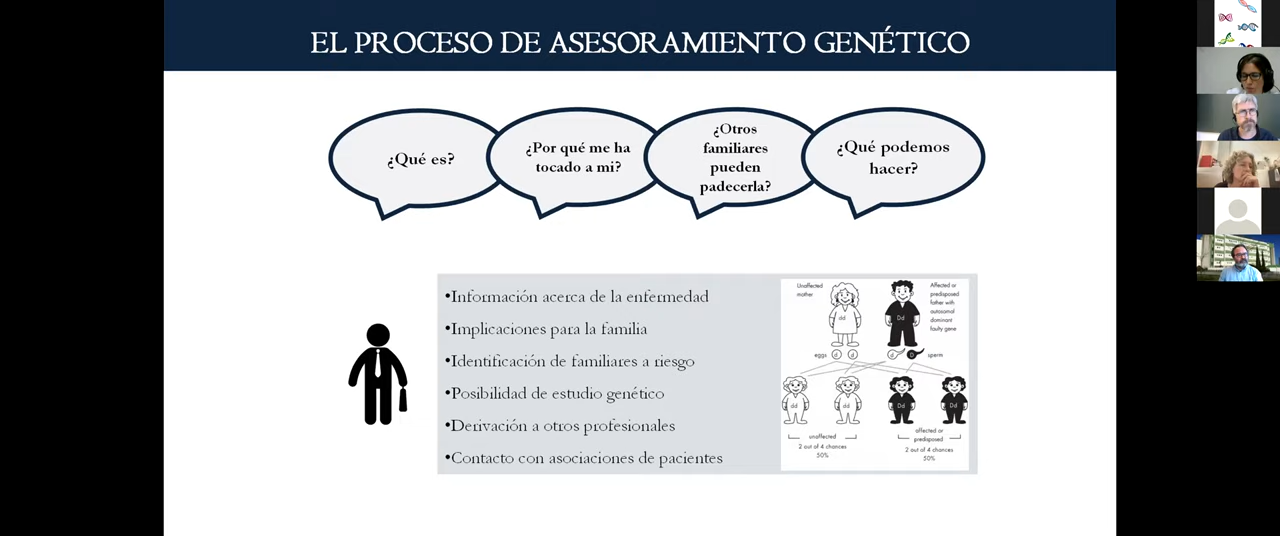 EL PROCESO DE ASESORAMIENTO GENÉTICO
¿Qué es?
¿Por qué me ha
tocado a mi?
¿Otros
familiares
pueden
padecerla?
¿Qué podemos
hacer?
•Información acerca de la enfermedad
•Implicaciones para la familia
•Identificación de familiares a riesgo
•Posibilidad de estudio genético
•Derivación a otros profesionales
•Contacto con asociaciones de pacientes
Unaffected
mother
Affected or
predisposed
father with
autosomal
dominant
faulty gene
dd
Dd
eggs
d
d
d
D
sperm
dd
dd
Dd
Dd
unaffected
2 out of 4 chances
50%
affected or
predisposed
2 out of 4 chances
50%